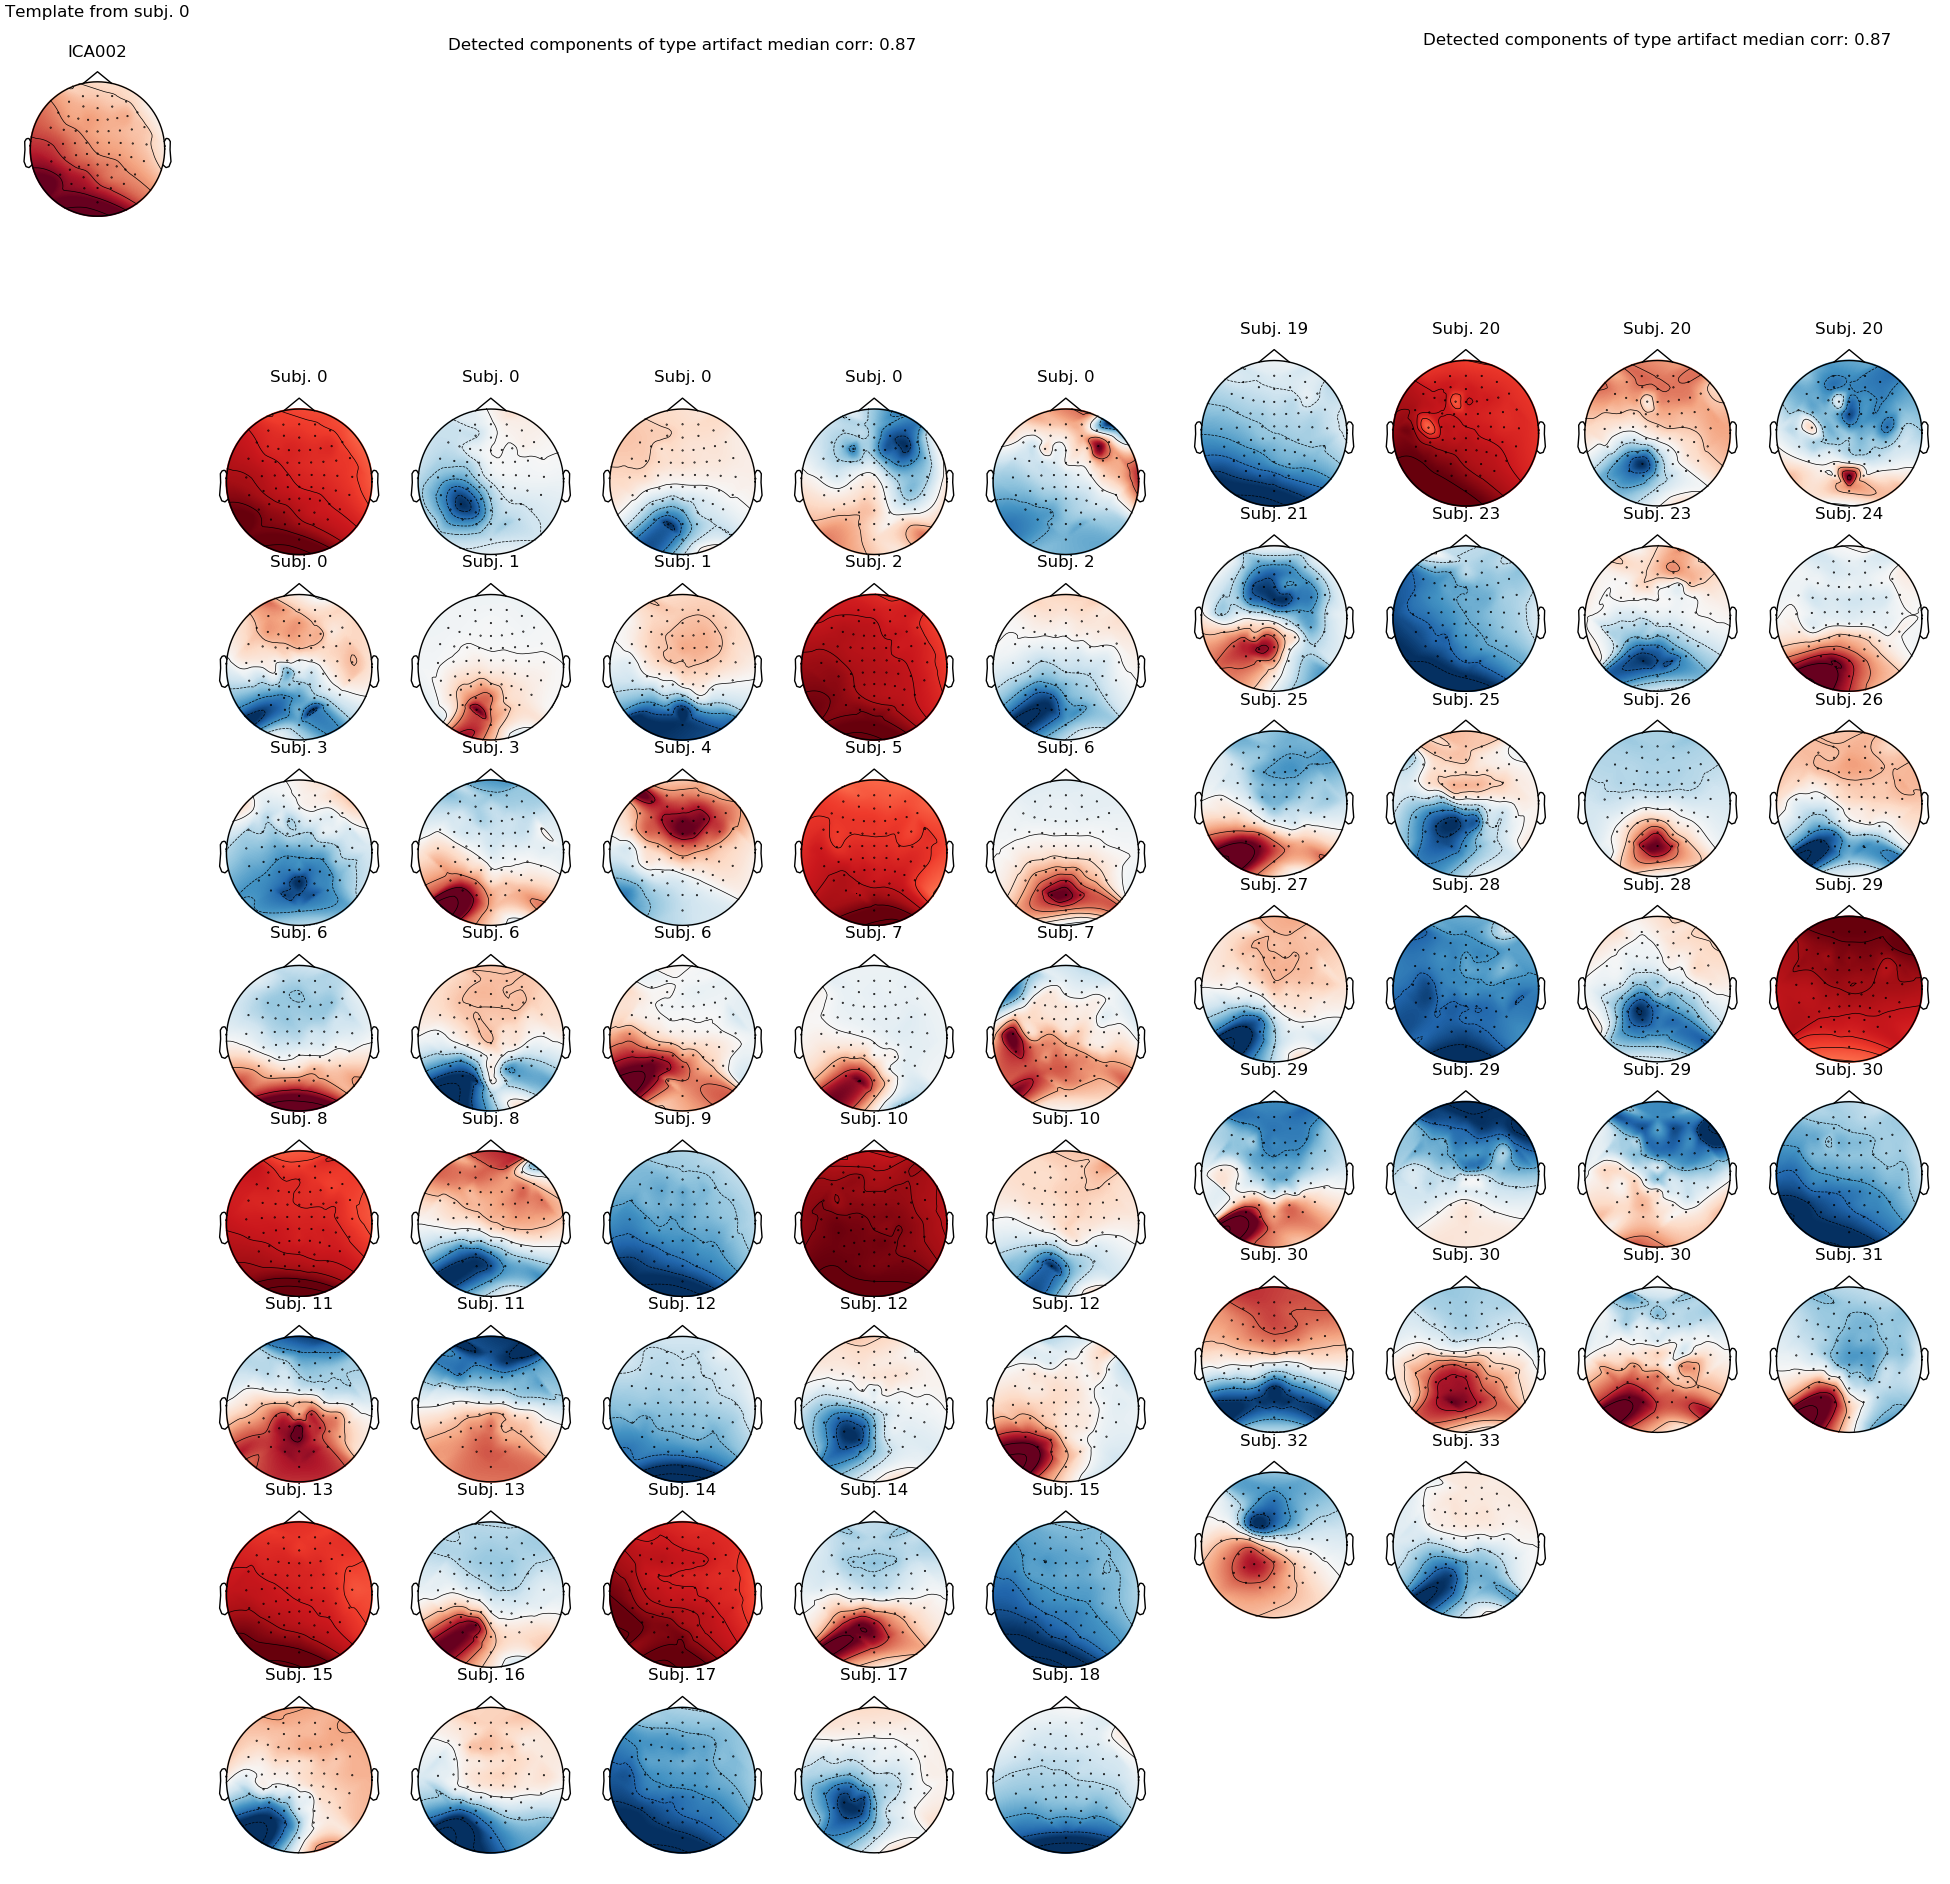 Template from subj. 0
ICA002
Detected components of type artifact median corr: 0.87
Subj. 0 Subj. 0 Subj. 0 Subj. 0 Subj. 0
Subj. 0 Subj. 1 Subj. 1 Subj. 2 Subj. 2
Subj. 3 Subj. 3 Subj. 4 Subj. 5 Subj. 6
Subj. 6 Subj. 6 Subj. 6 Subj. 7 Subj. 7
Subj. 8 Subj. 8 Subj. 9 Subj. 10 Subj. 10
Subj. 11 Subj. 11 Subj. 12 Subj. 12 Subj. 12
Subj. 13 Subj. 13 Subj. 14 Subj. 14 Subj. 15
Subj. 15 Subj. 16 Subj. 17 Subj. 17 Subj. 18
Detected components of type artifact median corr: 0.87
Subj. 19 Subj. 20 Subj. 20 Subj. 20
Subj. 21 Subj. 23 Subj. 23 Subj. 24
Subj. 25 Subj. 25 Subj. 26 Subj. 26
Subj. 27 Subj. 28 Subj. 28 Subj. 29
Subj. 29 Subj. 29 Subj. 29 Subj. 30
Subj. 30 Subj. 30 Subj. 30 Subj. 31
Subj. 32 Subj. 33